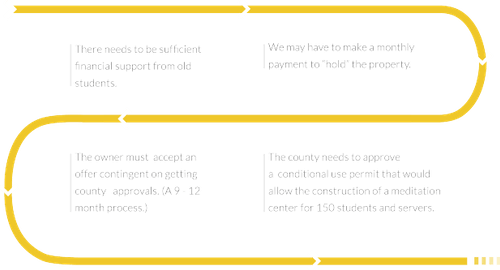 There needs to be sufficient
financial support from old
students.
We may have to make a monthly
payment to "hold" the property.
The owner must accept an
offer contingent on getting
county approvals. (A 9 - 12
month process.)
The county needs to approve
a conditional use permit that would
allow the construction of a meditation
center for 150 students and servers.